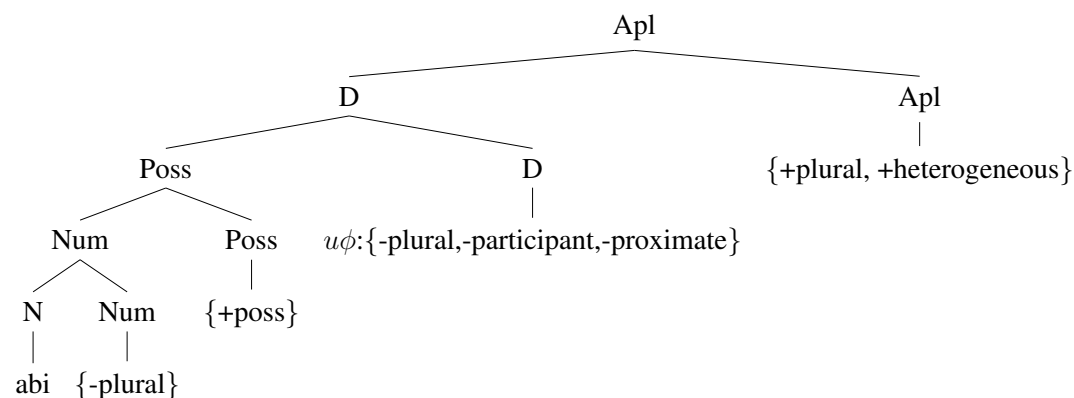 Apl
D Apl
Poss D {+plural, +heterogeneous}
Num Poss uϕ:{-plural,-participant,-proximate}
N Num {+poss}
abi {-plural}